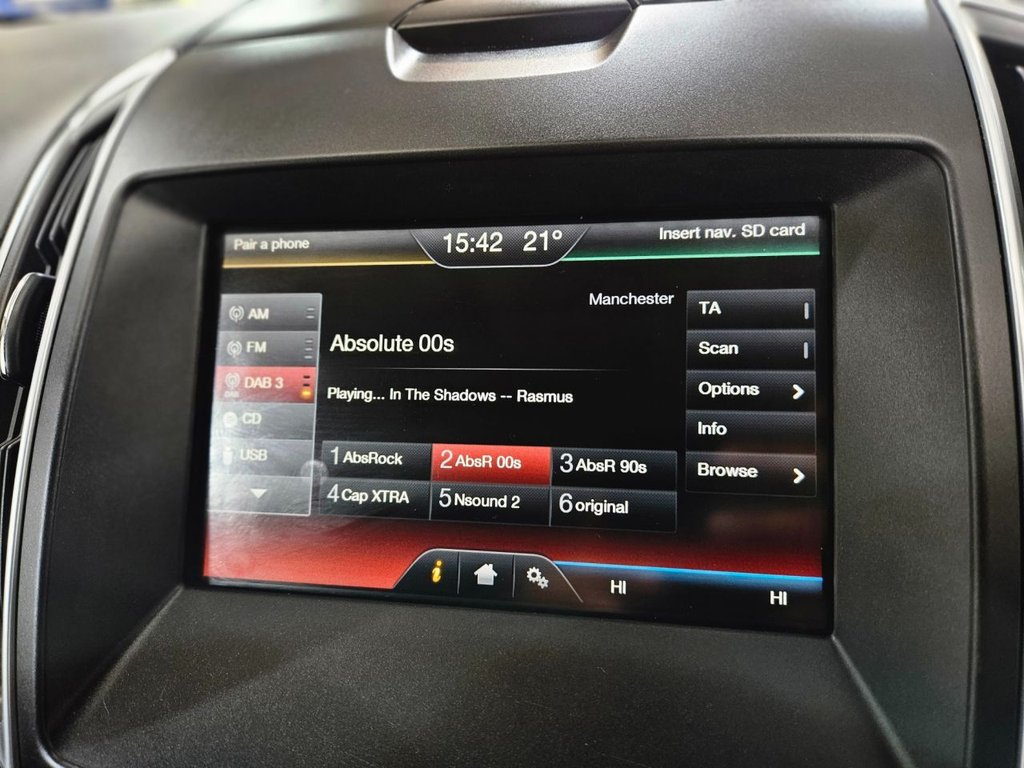 Pair a phone
15:42 21°
Insert nav. SD card
AM
FM
DAB 3
DAB
CD
USB
Manchester
Absolute 00s
Playing... In The Shadows -- Rasmus
1 AbsRock
2 AbsR 00s
3 AbsR 90s
4 Cap XTRA
5 Nsound 2
6 original
TA
Scan
Options
Info
Browse
i
HI
HI